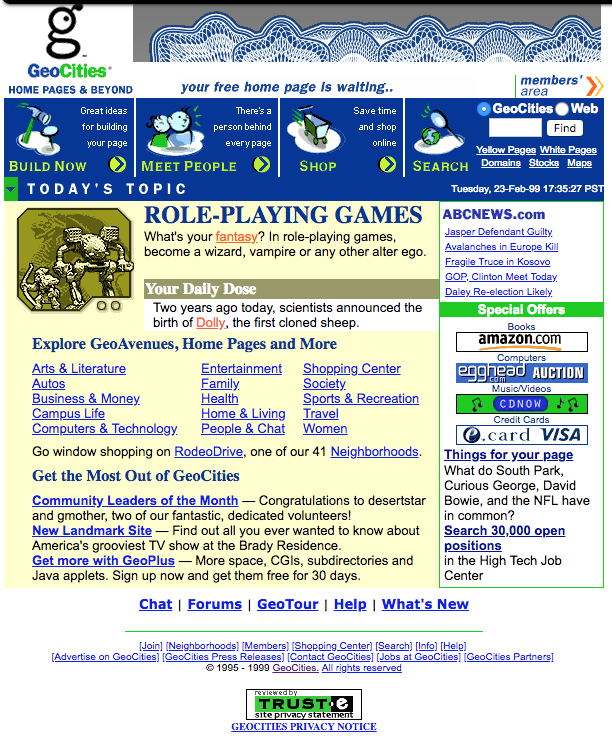 g
GeoCities
HOME PAGES & BEYOND
your free home page is waiting..
members'
area
Great ideas
for building
your page
BUILD NOW
There's a
person behind
every page
MEET PEOPLE
Save time
and shop
online
SHOP
SEARCH
GeoCities Web
Find
Yellow Pages White Pages
Domains Stocks Maps
TODAY'S TOPIC
Tuesday, 23-Feb-99 17:35:27 PST
ROLE-PLAYING GAMES
What's your fantasy? In role-playing games,
become a wizard, vampire or any other alter ego.
Your Daily Dose
Two years ago today, scientists announced the
birth of Dolly, the first cloned sheep.
Explore GeoAvenues, Home Pages and More
Arts & Literature Entertainment Shopping Center
Autos Family Society
Business & Money Health Sports & Recreation
Campus Life Home & Living Travel
Computers & Technology People & Chat Women
Go window shopping on RodeoDrive, one of our 41 Neighborhoods.
Get the Most Out of GeoCities
Community Leaders of the Month — Congratulations to desertstar
and gmother, two of our fantastic, dedicated volunteers!
New Landmark Site — Find out all you ever wanted to know about
America's grooviest TV show at the Brady Residence.
Get more with GeoPlus — More space, CGIs, subdirectories and
Java applets. Sign up now and get them free for 30 days.
ABCNEWS.com
Jasper Defendant Guilty
Avalanches in Europe Kill
Fragile Truce in Kosovo
GOP, Clinton Meet Today
Daley Re-election Likely
Special Offers
Books
amazon.com
Computers
egghead.com AUCTION
Music/Videos
CDNOW
Credit Cards
e.card VISA
Things for your page
What do South Park,
Curious George, David
Bowie, and the NFL have
in common?
Search 30,000 open
positions
in the High Tech Job
Center
Chat | Forums | GeoTour | Help | What's New
[Join] [Neighborhoods] [Members] [Shopping Center] [Search] [Info] [Help]
[Advertise on GeoCities] [GeoCities Press Releases] [Contact GeoCities] [Jobs at GeoCities] [GeoCities Partners]
© 1995 - 1999 GeoCities. All rights reserved
reviewed by
TRUST·e
site privacy statement
GEOCITIES PRIVACY NOTICE